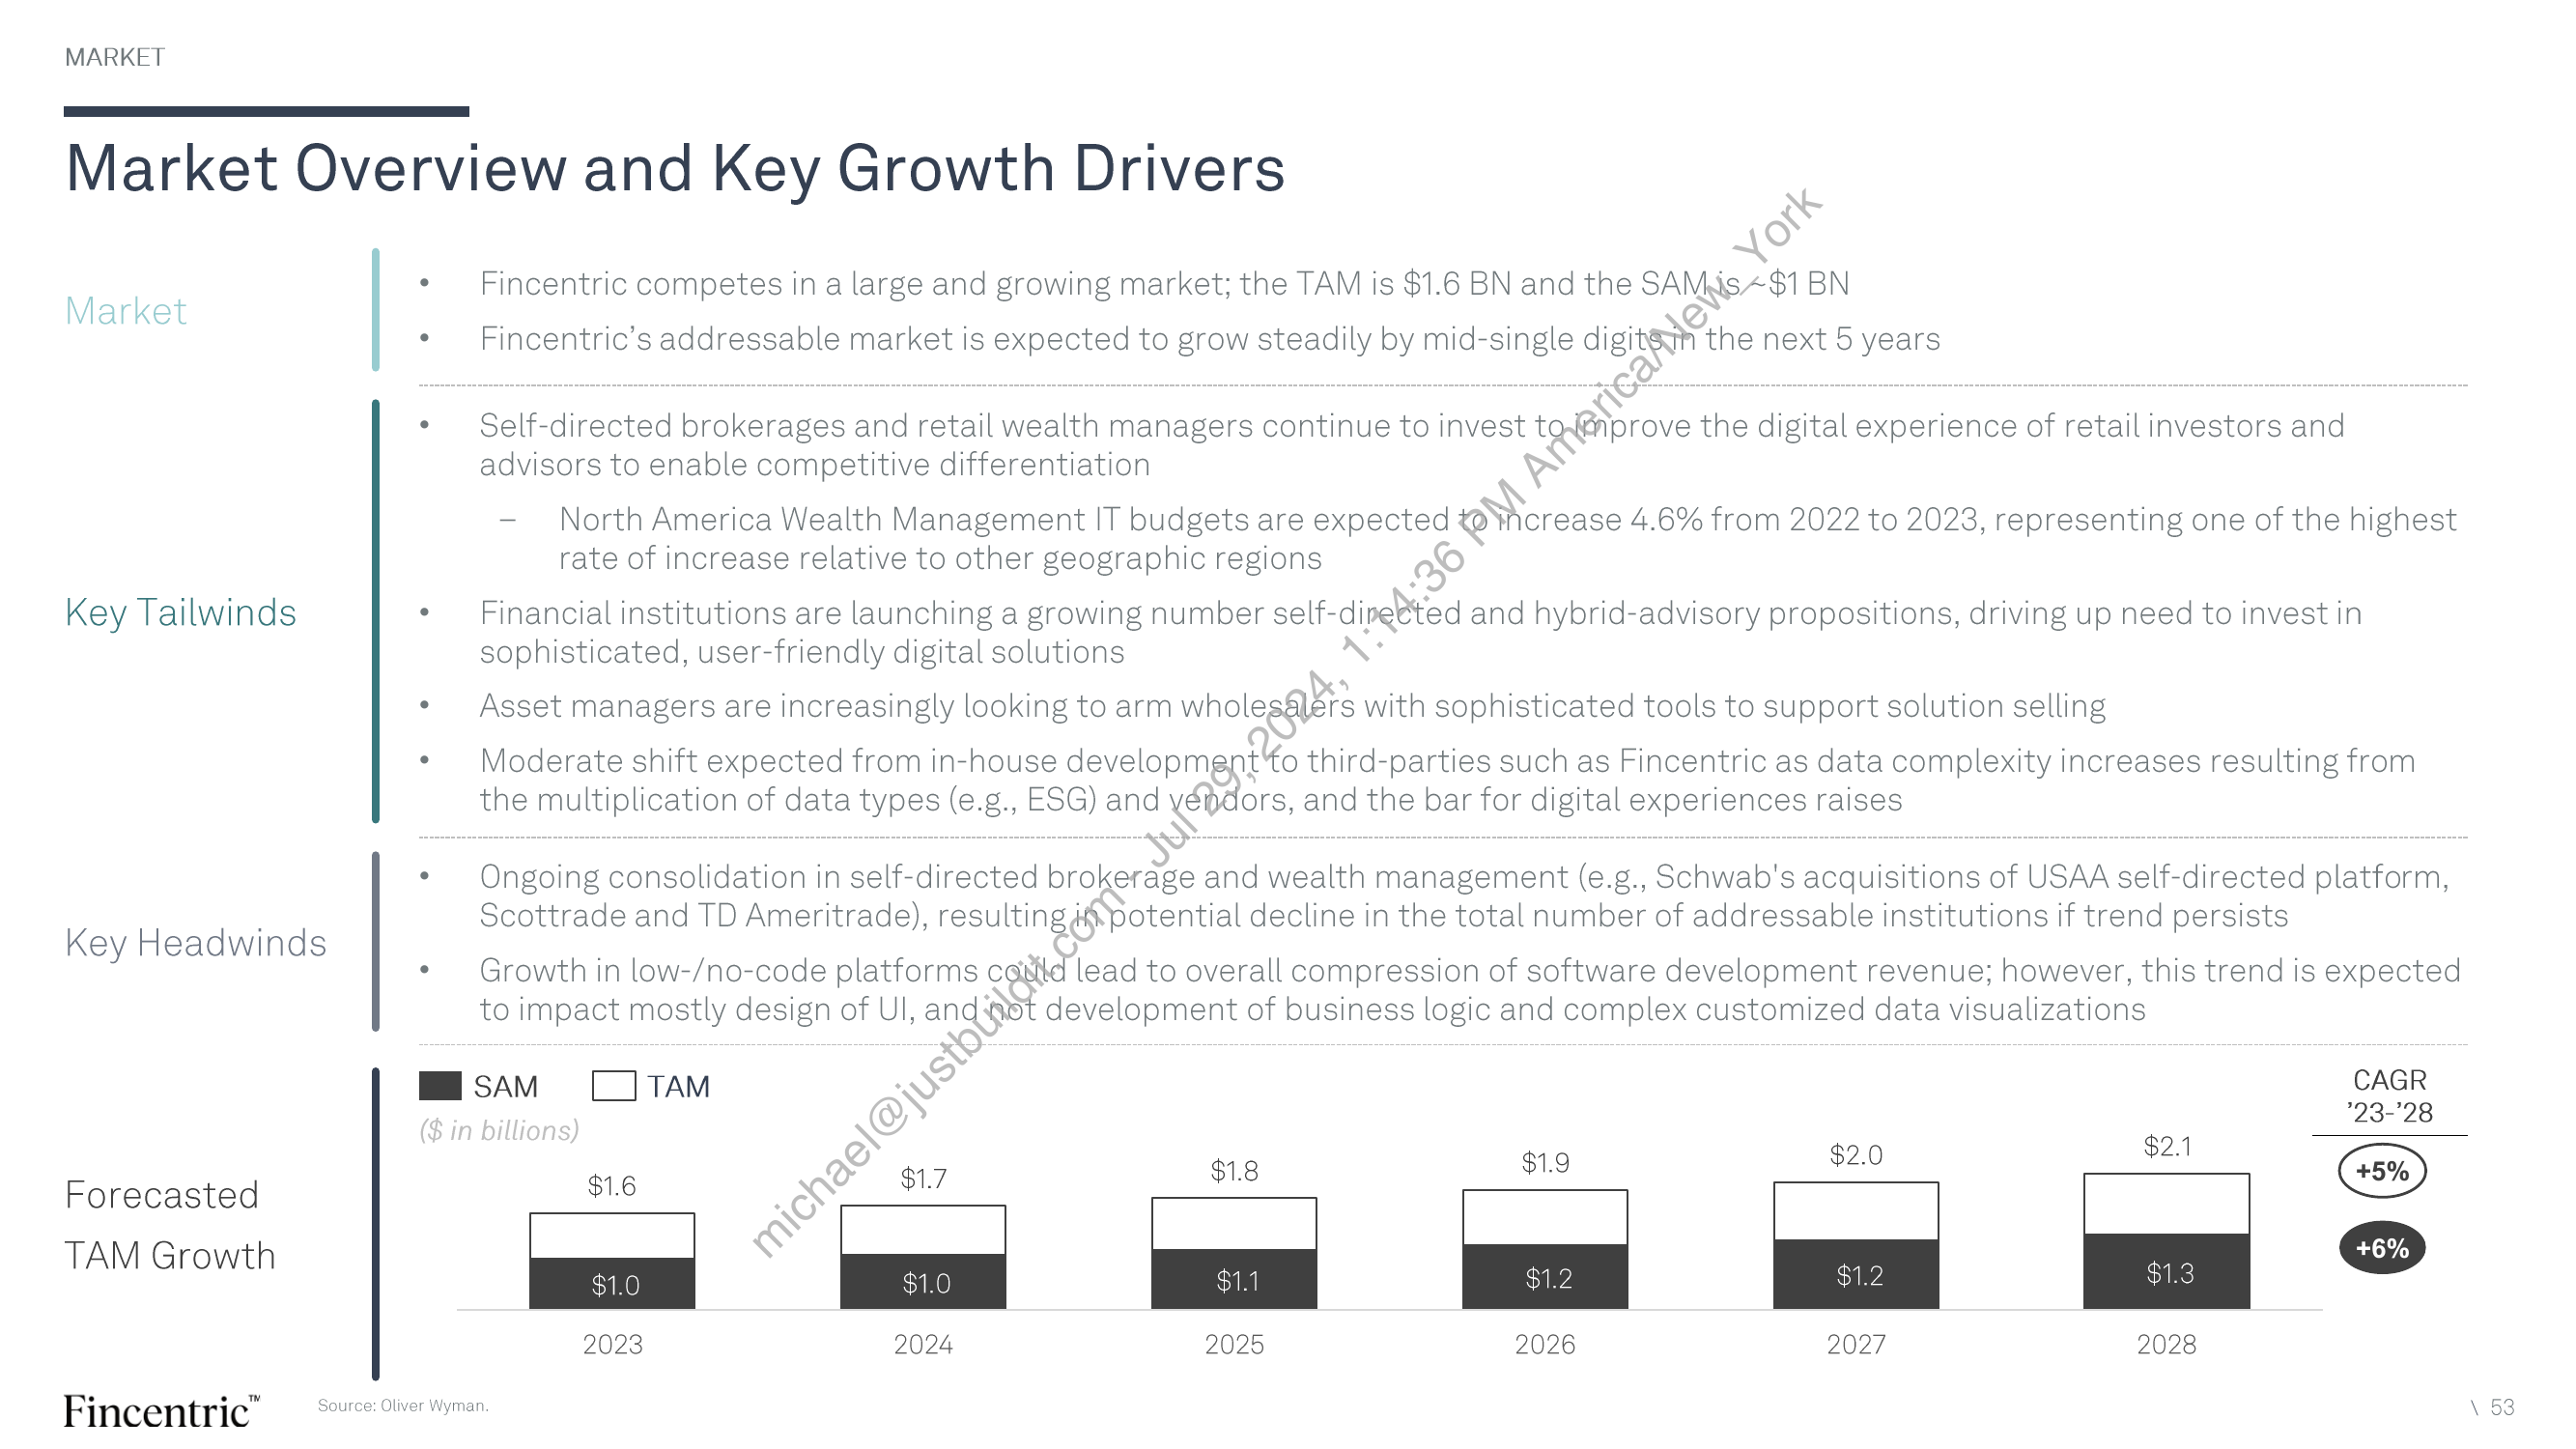 MARKET
Market Overview and Key Growth Drivers
Market
• Fincentric competes in a large and growing market; the TAM is $1.6 BN and the SAM is ~$1 BN
• Fincentric’s addressable market is expected to grow steadily by mid-single digits in the next 5 years
Key Tailwinds
• Self-directed brokerages and retail wealth managers continue to invest to improve the digital experience of retail investors and
advisors to enable competitive differentiation
– North America Wealth Management IT budgets are expected to increase 4.6% from 2022 to 2023, representing one of the highest
rate of increase relative to other geographic regions
• Financial institutions are launching a growing number self-directed and hybrid-advisory propositions, driving up need to invest in
sophisticated, user-friendly digital solutions
• Asset managers are increasingly looking to arm wholesalers with sophisticated tools to support solution selling
• Moderate shift expected from in-house development to third-parties such as Fincentric as data complexity increases resulting from
the multiplication of data types (e.g., ESG) and vendors, and the bar for digital experiences raises
Key Headwinds
• Ongoing consolidation in self-directed brokerage and wealth management (e.g., Schwab's acquisitions of USAA self-directed platform,
Scottrade and TD Ameritrade), resulting in potential decline in the total number of addressable institutions if trend persists
• Growth in low-/no-code platforms could lead to overall compression of software development revenue; however, this trend is expected
to impact mostly design of UI, and not development of business logic and complex customized data visualizations
Forecasted
TAM Growth
SAM TAM
($ in billions)
CAGR
’23-’28
$1.6 $1.7 $1.8 $1.9 $2.0 $2.1
+5%
$1.0 $1.0 $1.1 $1.2 $1.2 $1.3
+6%
2023 2024 2025 2026 2027 2028
Fincentric™
Source: Oliver Wyman.
\ 53
michael@justbuildit.com - Jul 29, 2024, 1:14:36 PM America/New_York